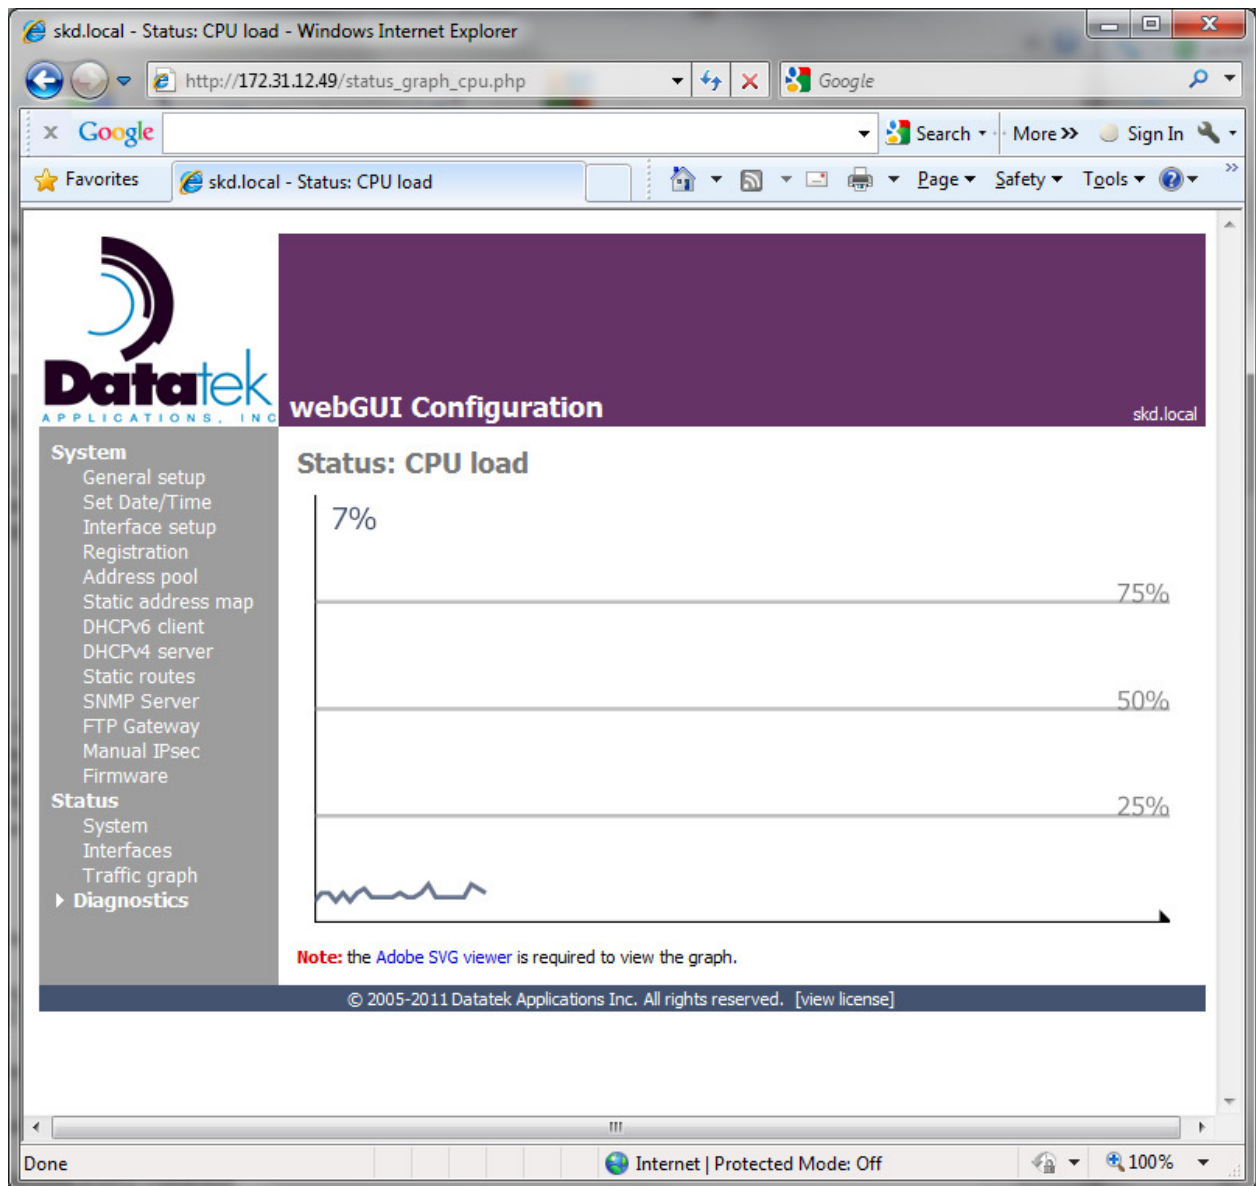 skd.local - Status: CPU load - Windows Internet Explorer
http://172.31.12.49/status_graph_cpu.php
Google
x Google
Search
More >>
Sign In
Favorites
skd.local - Status: CPU load
Page
Safety
Tools
>>
Datatek
APPLICATIONS, INC
webGUI Configuration
skd.local
System
General setup
Set Date/Time
Interface setup
Registration
Address pool
Static address map
DHCPv6 client
DHCPv4 server
Static routes
SNMP Server
FTP Gateway
Manual IPsec
Firmware
Status
System
Interfaces
Traffic graph
Diagnostics
Status: CPU load
7%
75%
50%
25%
Note: the Adobe SVG viewer is required to view the graph.
© 2005-2011 Datatek Applications Inc. All rights reserved. [view license]
Done
Internet | Protected Mode: Off
100%